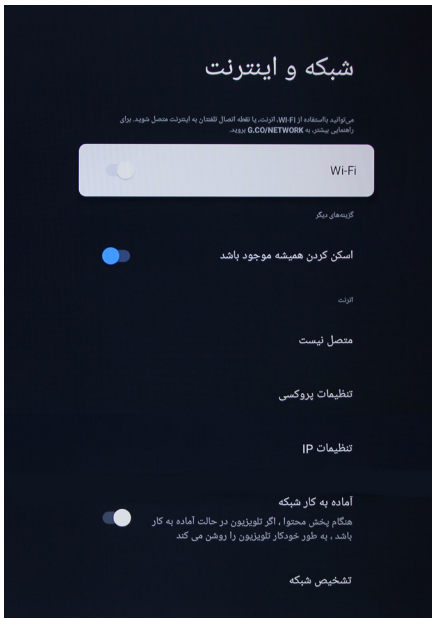 شبکه و اینترنت
می‌توانید بااستفاده از WI-FI، اترنت، یا نقطه اتصال تلفنتان به اینترنت متصل شوید. برای
راهنمایی بیشتر، به G.CO/NETWORK بروید.
Wi-Fi
گزینه‌های دیگر
اسکن کردن همیشه موجود باشد
اترنت
متصل نیست
تنظیمات پروکسی
تنظیمات IP
آماده به کار شبکه
هنگام پخش محتوا ، اگر تلویزیون در حالت آماده به کار
باشد ، به طور خودکار تلویزیون را روشن می کند
تشخیص شبکه